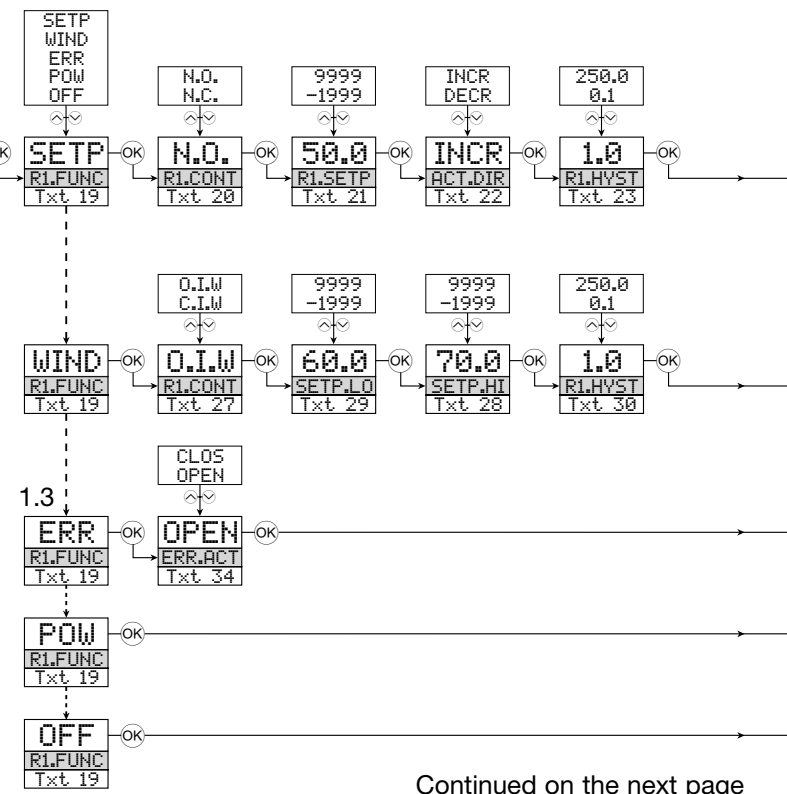 SETP
WIND
ERR
POW
OFF
N.O.
N.C.
9999
-1999
INCR
DECR
250.0
0.1
OK
SETP
R1.FUNC
Txt 19
OK
N.O.
R1.CONT
Txt 20
OK
50.0
R1.SETP
Txt 21
OK
INCR
ACT.DIR
Txt 22
OK
1.0
R1.HYST
Txt 23
OK
O.I.W
C.I.W
9999
-1999
9999
-1999
250.0
0.1
WIND
R1.FUNC
Txt 19
OK
O.I.W
R1.CONT
Txt 27
OK
60.0
SETP.LO
Txt 29
OK
70.0
SETP.HI
Txt 28
OK
1.0
R1.HYST
Txt 30
OK
CLOS
OPEN
1.3
ERR
R1.FUNC
Txt 19
OK
OPEN
ERR.ACT
Txt 34
OK
POW
R1.FUNC
Txt 19
OK
OFF
R1.FUNC
Txt 19
OK
Continued on the next page